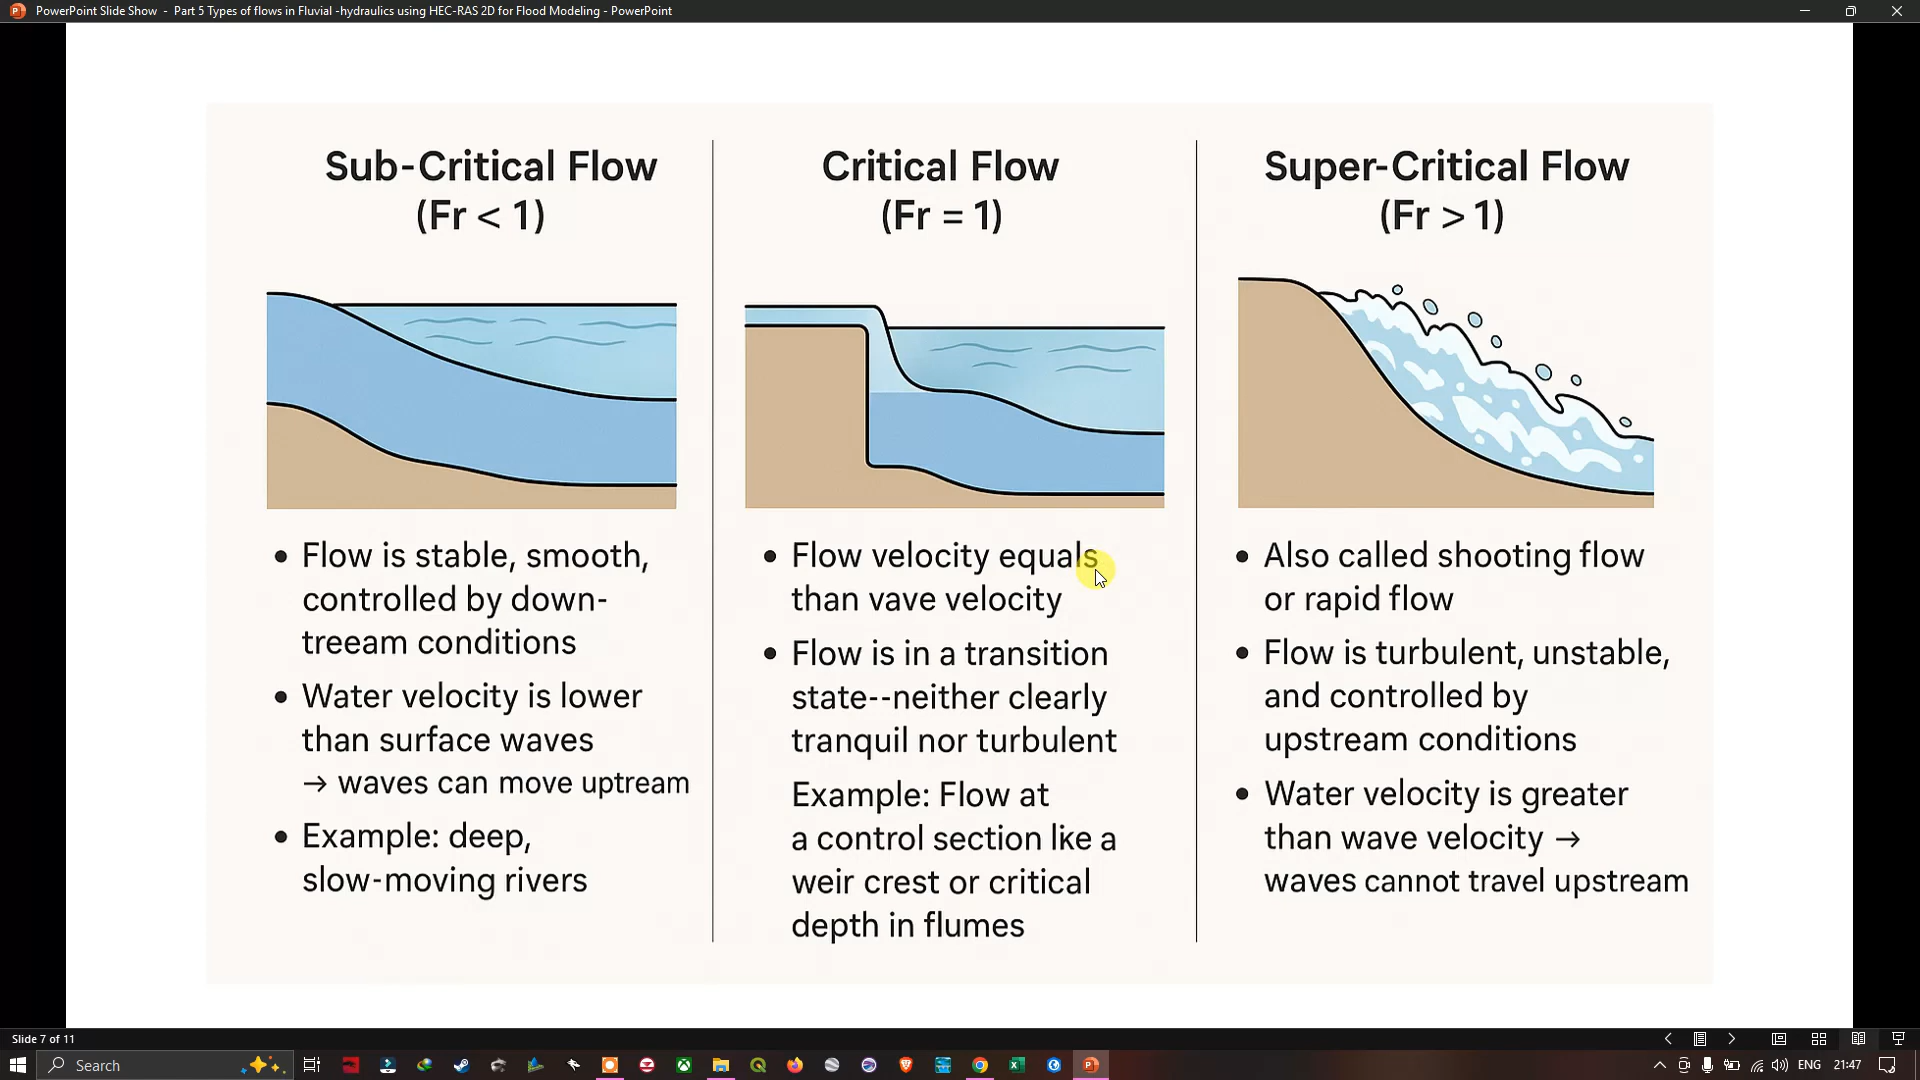 PowerPoint Slide Show - Part 5 Types of flows in Fluvial -hydraulics using HEC-RAS 2D for Flood Modeling - PowerPoint
Sub-Critical Flow
(Fr < 1)
• Flow is stable, smooth,
controlled by down-
treeam conditions
• Water velocity is lower
than surface waves
→ waves can move uptream
• Example: deep,
slow-moving rivers
Critical Flow
(Fr = 1)
• Flow velocity equals
than vave velocity
• Flow is in a transition
state--neither clearly
tranquil nor turbulent
Example: Flow at
a control section like a
weir crest or critical
depth in flumes
Super-Critical Flow
(Fr > 1)
• Also called shooting flow
or rapid flow
• Flow is turbulent, unstable,
and controlled by
upstream conditions
• Water velocity is greater
than wave velocity →
waves cannot travel upstream
Slide 7 of 11
Search
ENG
21:47